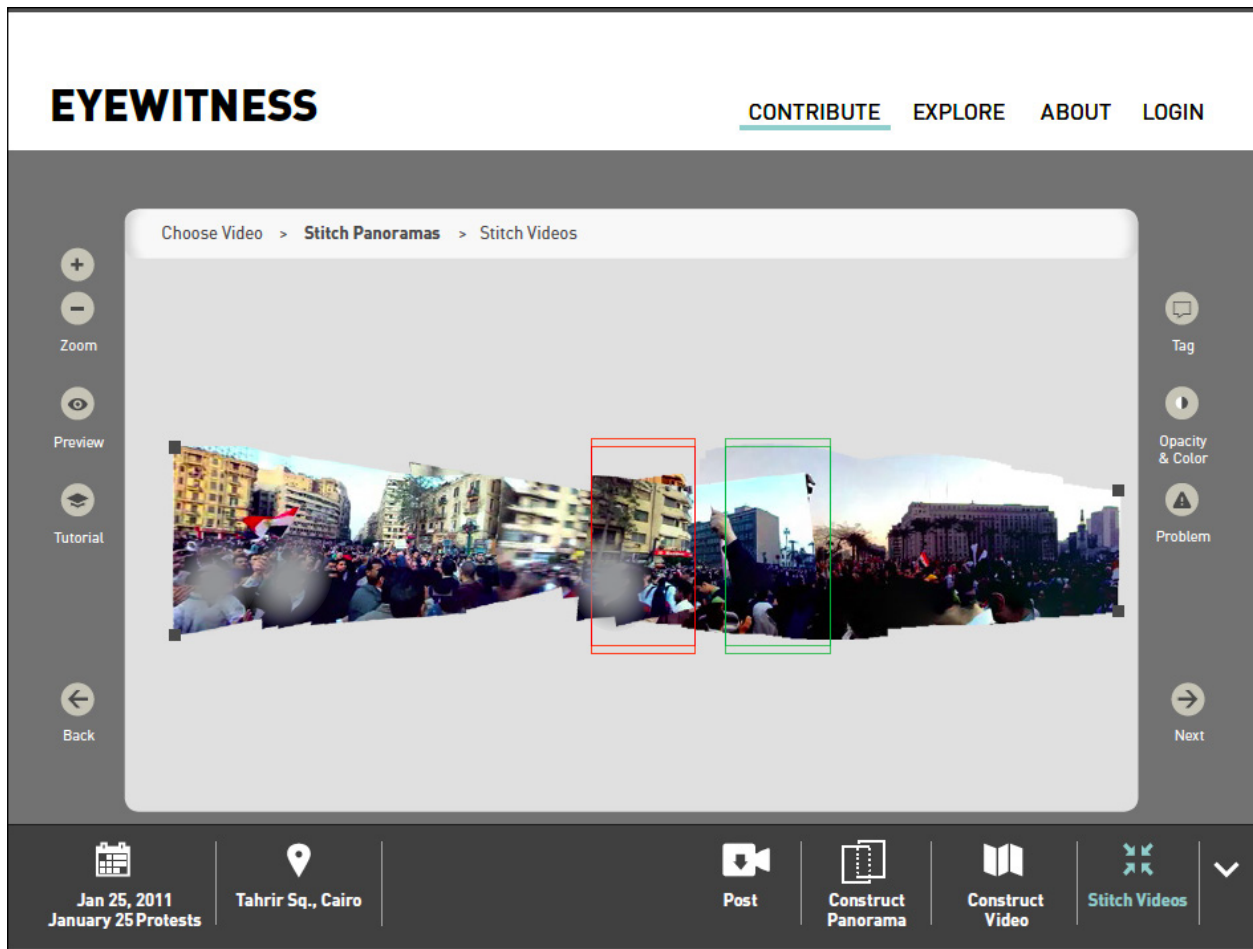 EYEWITNESS
CONTRIBUTE EXPLORE ABOUT LOGIN
Choose Video > Stitch Panoramas > Stitch Videos
Zoom
Preview
Tutorial
Back
Tag
Opacity
& Color
Problem
Next
Jan 25, 2011
January 25 Protests
Tahrir Sq., Cairo
Post
Construct
Panorama
Construct
Video
Stitch Videos